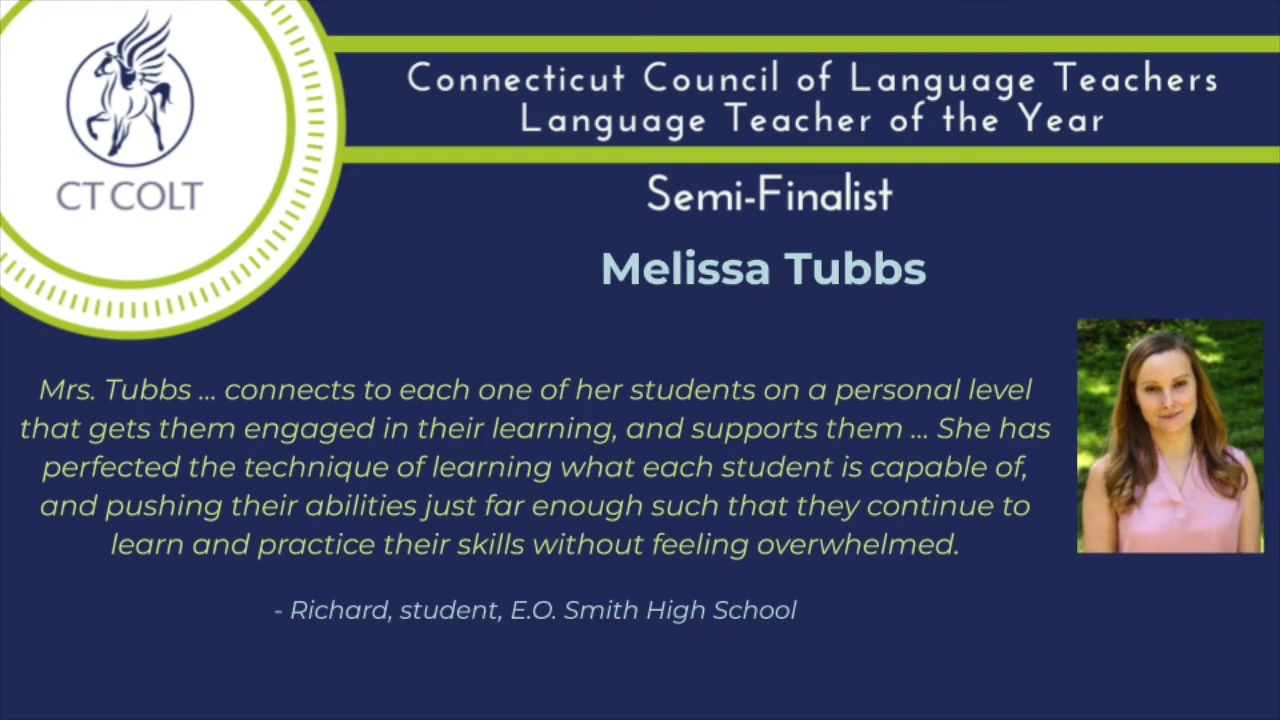 CT COLT
Connecticut Council of Language Teachers
Language Teacher of the Year
Semi-Finalist
Melissa Tubbs
Mrs. Tubbs ... connects to each one of her students on a personal level
that gets them engaged in their learning, and supports them ... She has
perfected the technique of learning what each student is capable of,
and pushing their abilities just far enough such that they continue to
learn and practice their skills without feeling overwhelmed.
- Richard, student, E.O. Smith High School